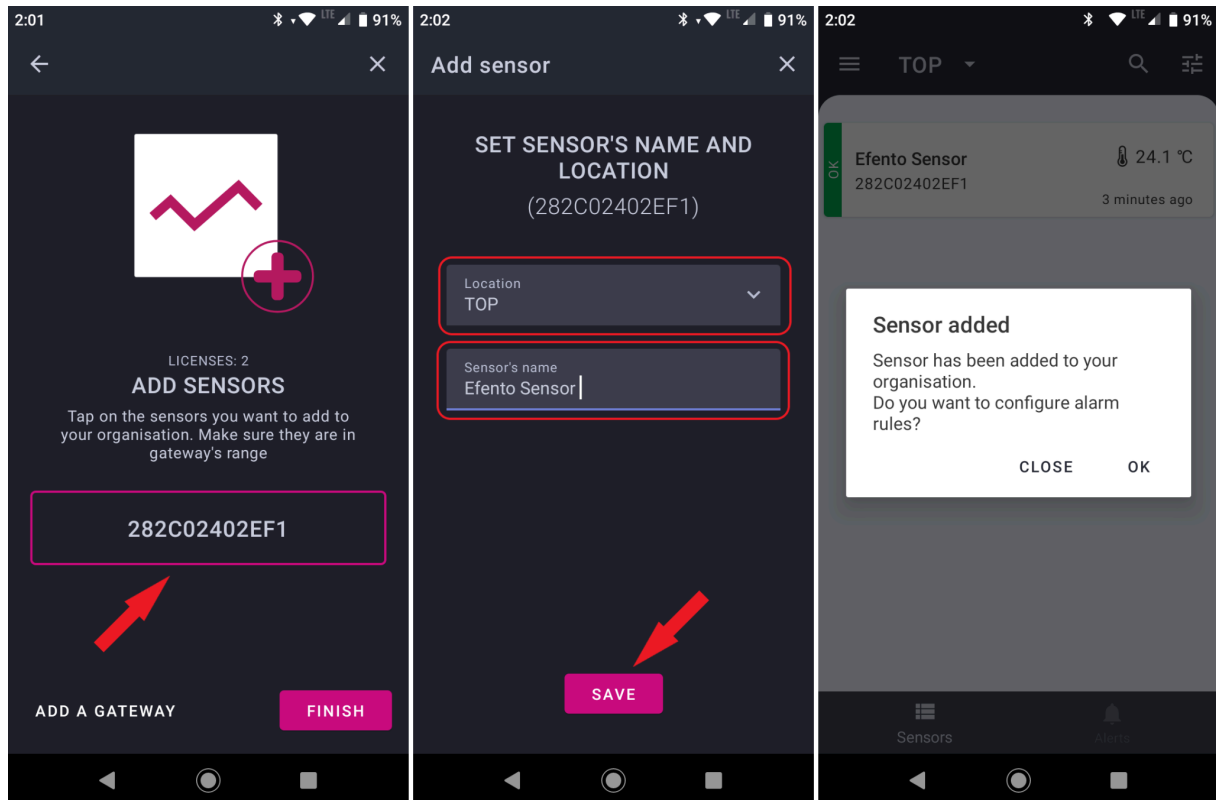 2:01
LTE
91%
LICENSES: 2
ADD SENSORS
Tap on the sensors you want to add to
your organisation. Make sure they are in
gateway's range
282C02402EF1
ADD A GATEWAY
FINISH
2:02
LTE
91%
Add sensor
SET SENSOR'S NAME AND
LOCATION
(282C02402EF1)
Location
TOP
Sensor's name
Efento Sensor
SAVE
2:02
LTE
91%
TOP
OK
Efento Sensor
24.1 °C
282C02402EF1
3 minutes ago
Sensor added
Sensor has been added to your
organisation.
Do you want to configure alarm
rules?
CLOSE
OK
Sensors
Alerts